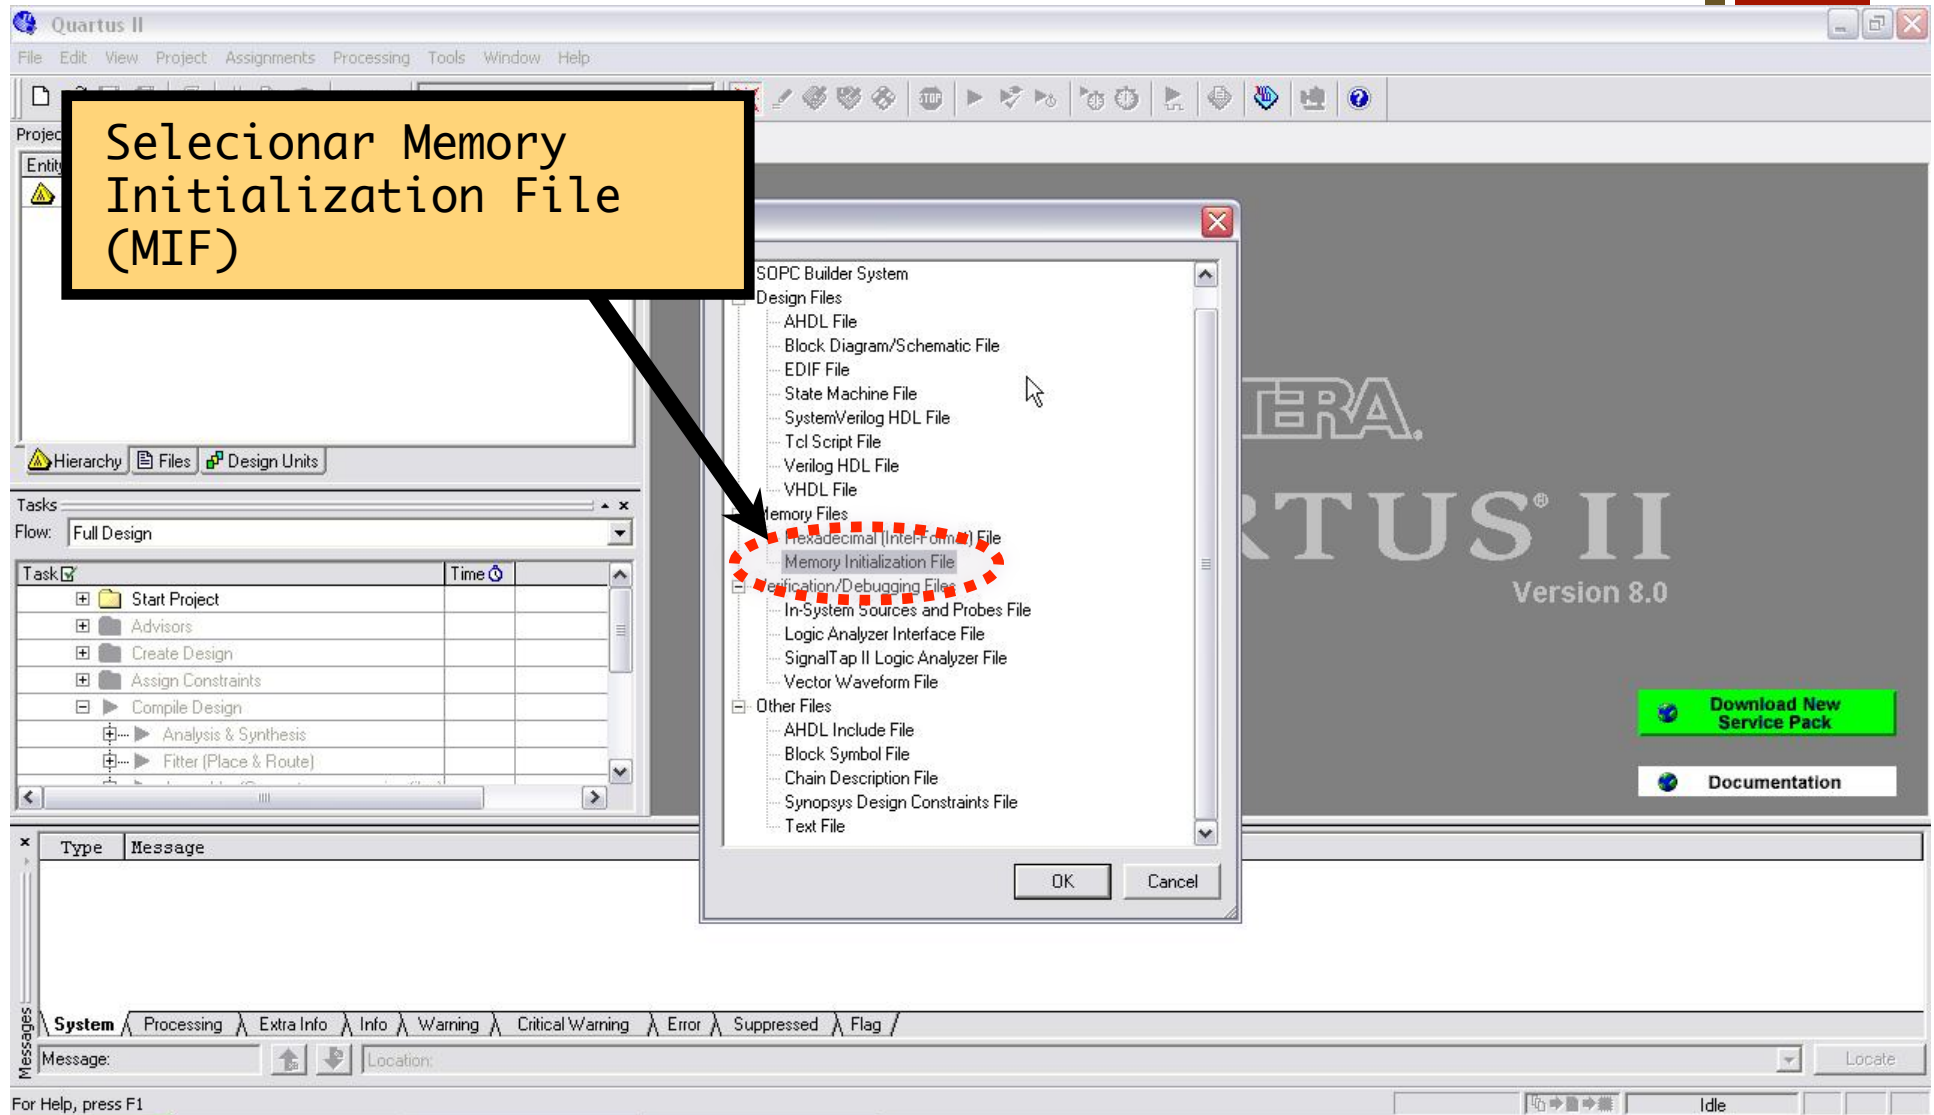 Quartus II
File Edit View Project Assignments Processing Tools Window Help
Selecionar Memory
Initialization File
(MIF)
SOPC Builder System
Design Files
AHDL File
Block Diagram/Schematic File
EDIF File
State Machine File
SystemVerilog HDL File
Tcl Script File
Verilog HDL File
VHDL File
Memory Files
Hexadecimal (Intel-Format) File
Memory Initialization File
Verification/Debugging Files
In-System Sources and Probes File
Logic Analyzer Interface File
SignalTap II Logic Analyzer File
Vector Waveform File
Other Files
AHDL Include File
Block Symbol File
Chain Description File
Synopsys Design Constraints File
Text File
OK Cancel
Hierarchy Files Design Units
Tasks
Flow: Full Design
Task Time
Start Project
Advisors
Create Design
Assign Constraints
Compile Design
Analysis & Synthesis
Fitter (Place & Route)
II
Version 8.0
Download New
Service Pack
Documentation
Type Message
System Processing Extra Info Info Warning Critical Warning Error Suppressed Flag
Messages
Message: Location: Locate
For Help, press F1
Idle